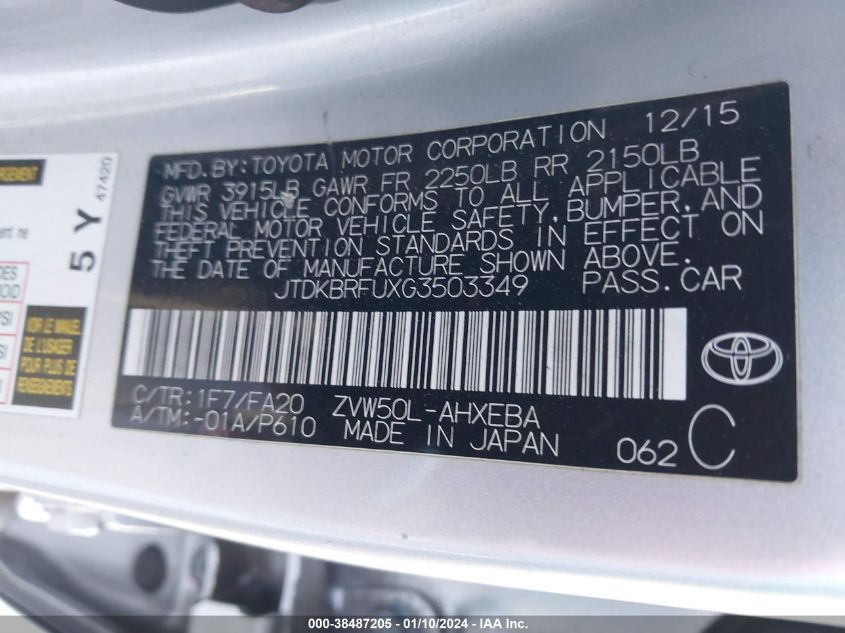 MFD.BY:TOYOTA MOTOR CORPORATION 12/15
GVWR 3915LB GAWR FR 2250LB RR 2150LB
THIS VEHICLE CONFORMS TO ALL APPLICABLE
FEDERAL MOTOR VEHICLE SAFETY,BUMPER,AND
THEFT PREVENTION STANDARDS IN EFFECT ON
THE DATE OF MANUFACTURE SHOWN ABOVE.
JTDKBRFUXG3503349 PASS.CAR
C/TR:1F7/FA20 ZVW50L-AHXEBA
A/TM:-01A/P610 MADE IN JAPAN 062 C
5 Y
47420
VOIR LE MANUEL
DE L'USAGER
POUR PLUS DE
RENSEIGNEMENTS
000-38487205 - 01/10/2024 - IAA Inc.